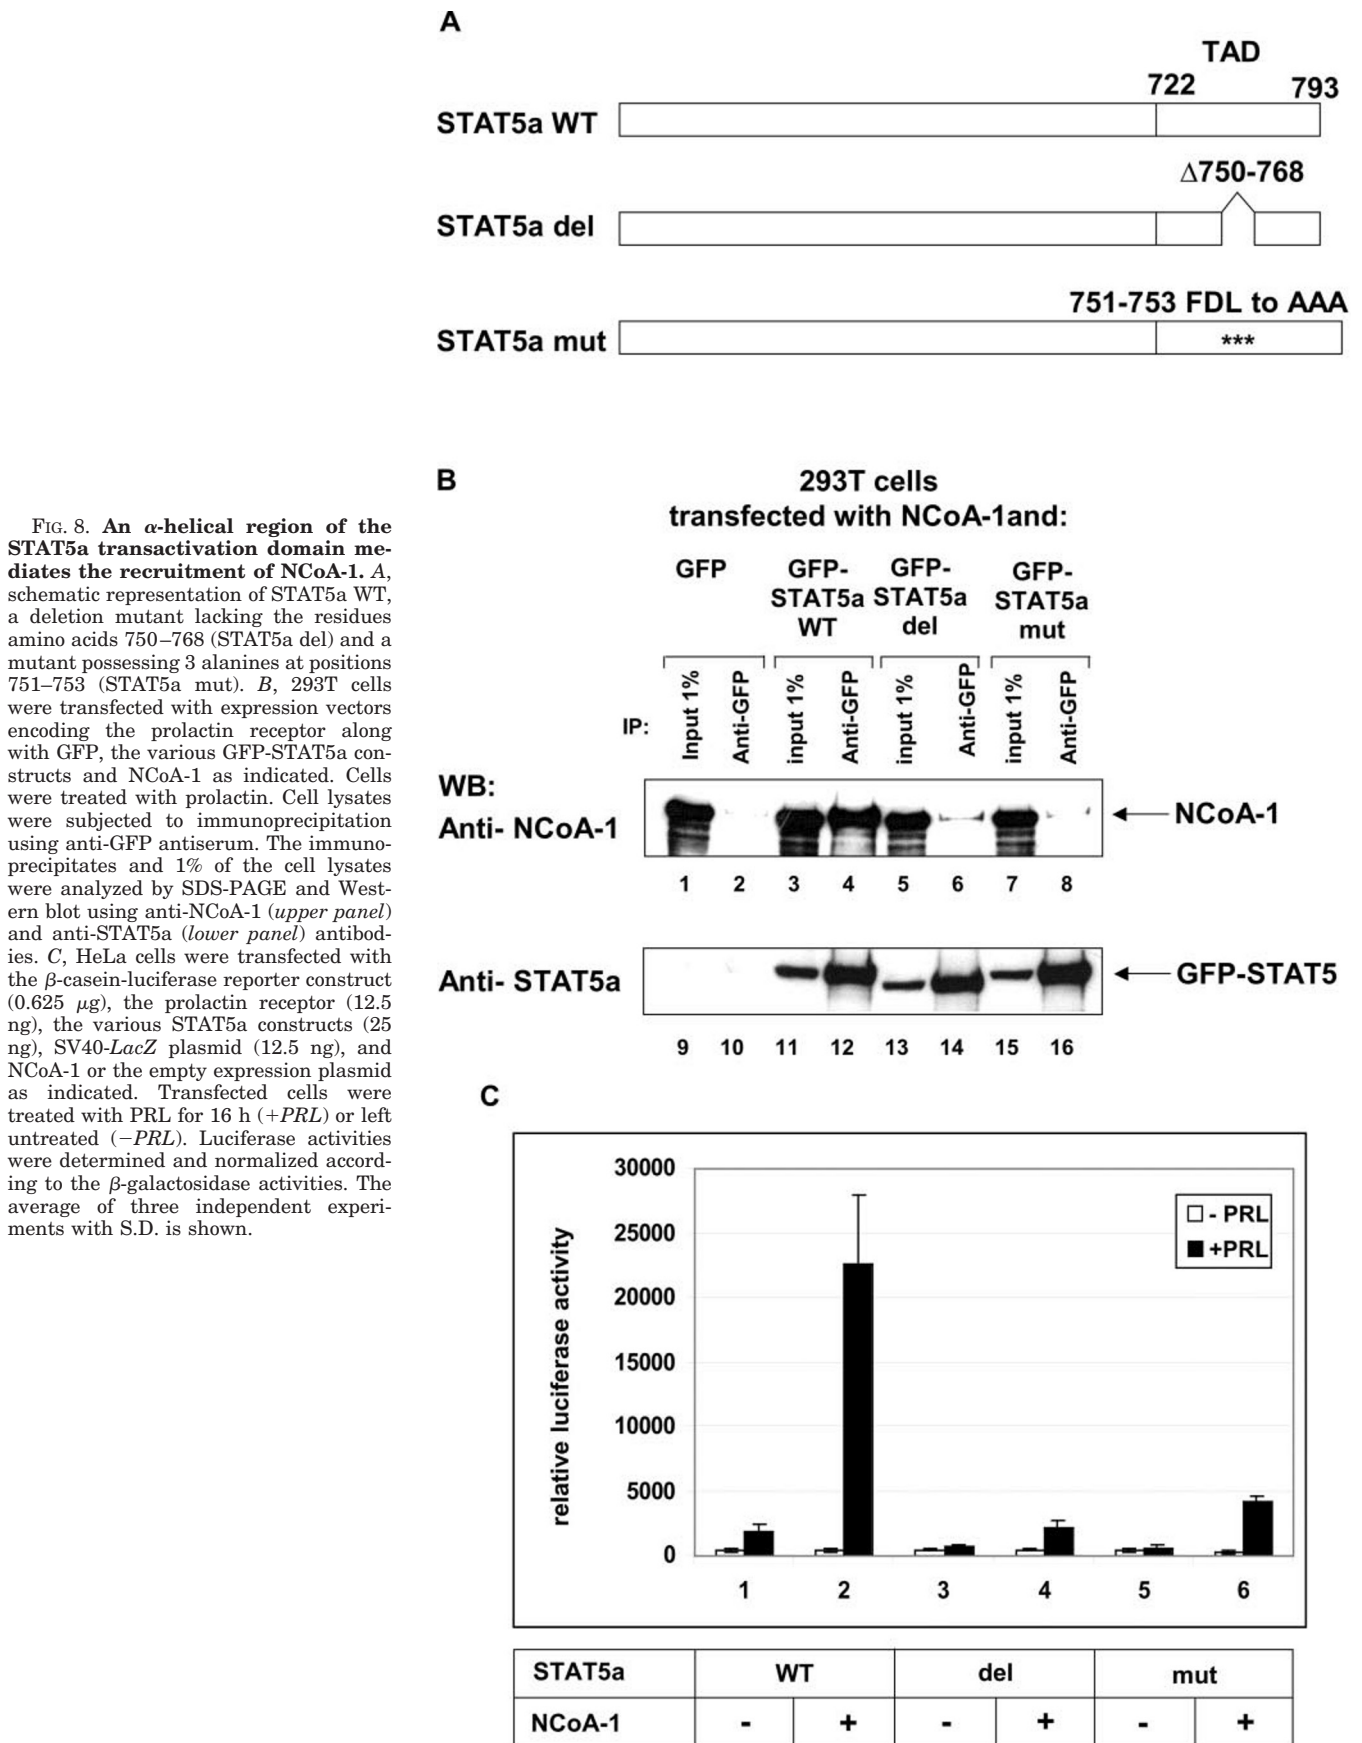 A
TAD
722 793
STAT5a WT
Δ750-768
STAT5a del
751-753 FDL to AAA
STAT5a mut ***
FIG. 8. An α-helical region of the
STAT5a transactivation domain me-
diates the recruitment of NCoA-1. A,
schematic representation of STAT5a WT,
a deletion mutant lacking the residues
amino acids 750–768 (STAT5a del) and a
mutant possessing 3 alanines at positions
751–753 (STAT5a mut). B, 293T cells
were transfected with expression vectors
encoding the prolactin receptor along
with GFP, the various GFP-STAT5a con-
structs and NCoA-1 as indicated. Cells
were treated with prolactin. Cell lysates
were subjected to immunoprecipitation
using anti-GFP antiserum. The immuno-
precipitates and 1% of the cell lysates
were analyzed by SDS-PAGE and West-
ern blot using anti-NCoA-1 (upper panel)
and anti-STAT5a (lower panel) antibod-
ies. C, HeLa cells were transfected with
the β-casein-luciferase reporter construct
(0.625 μg), the prolactin receptor (12.5
ng), the various STAT5a constructs (25
ng), SV40-LacZ plasmid (12.5 ng), and
NCoA-1 or the empty expression plasmid
as indicated. Transfected cells were
treated with PRL for 16 h (+PRL) or left
untreated (−PRL). Luciferase activities
were determined and normalized accord-
ing to the β-galactosidase activities. The
average of three independent experi-
ments with S.D. is shown.
B
293T cells
transfected with NCoA-1and:
GFP GFP- GFP- GFP-
STAT5a STAT5a STAT5a
WT del mut
IP: Input 1% Anti-GFP input 1% Anti-GFP input 1% Anti-GFP input 1% Anti-GFP
WB:
Anti- NCoA-1 NCoA-1
1 2 3 4 5 6 7 8
Anti- STAT5a GFP-STAT5
9 10 11 12 13 14 15 16
C
relative luciferase activity
30000
25000
20000
15000
10000
5000
0
- PRL
+PRL
1 2 3 4 5 6
STAT5a WT del mut
NCoA-1 - + - + - +